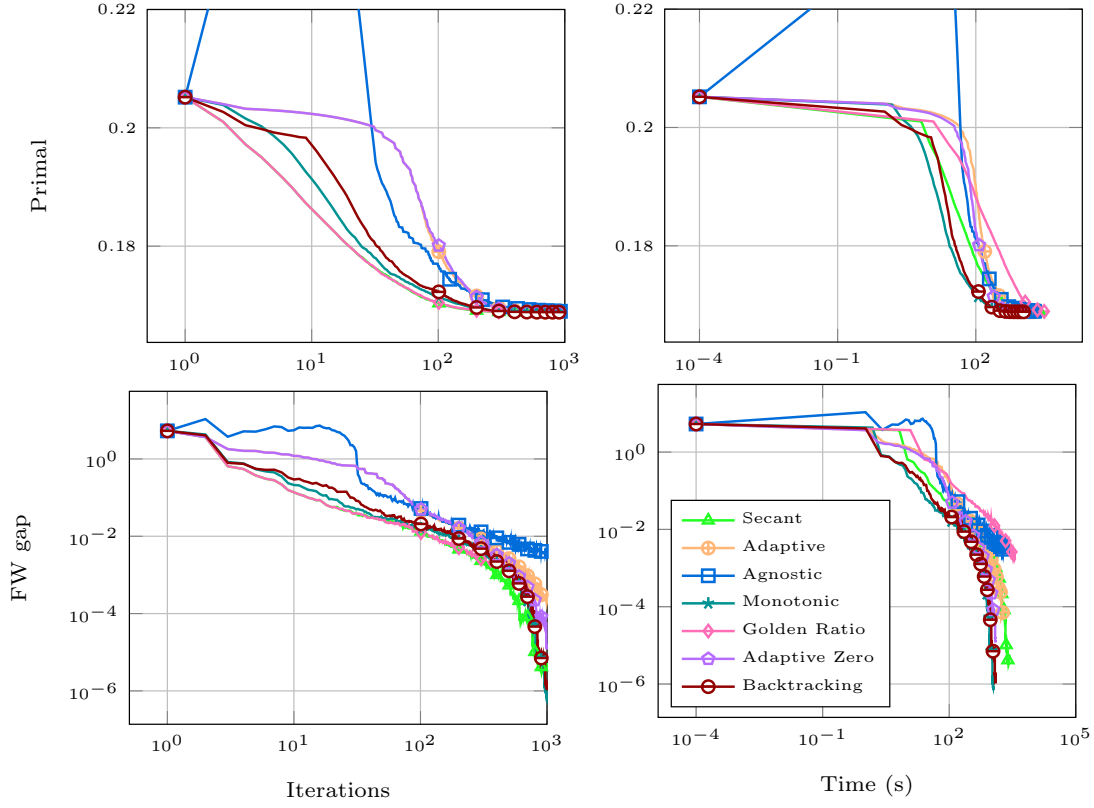 0.22
0.2
0.18
Primal
10^0
10^1
10^2
10^3
0.22
0.2
0.18
10^−4
10^−1
10^2
10^0
10^−2
10^−4
10^−6
FW gap
10^0
10^1
10^2
10^3
Iterations
10^0
10^−2
10^−4
10^−6
Secant
Adaptive
Agnostic
Monotonic
Golden Ratio
Adaptive Zero
Backtracking
10^−4
10^−1
10^2
10^5
Time (s)